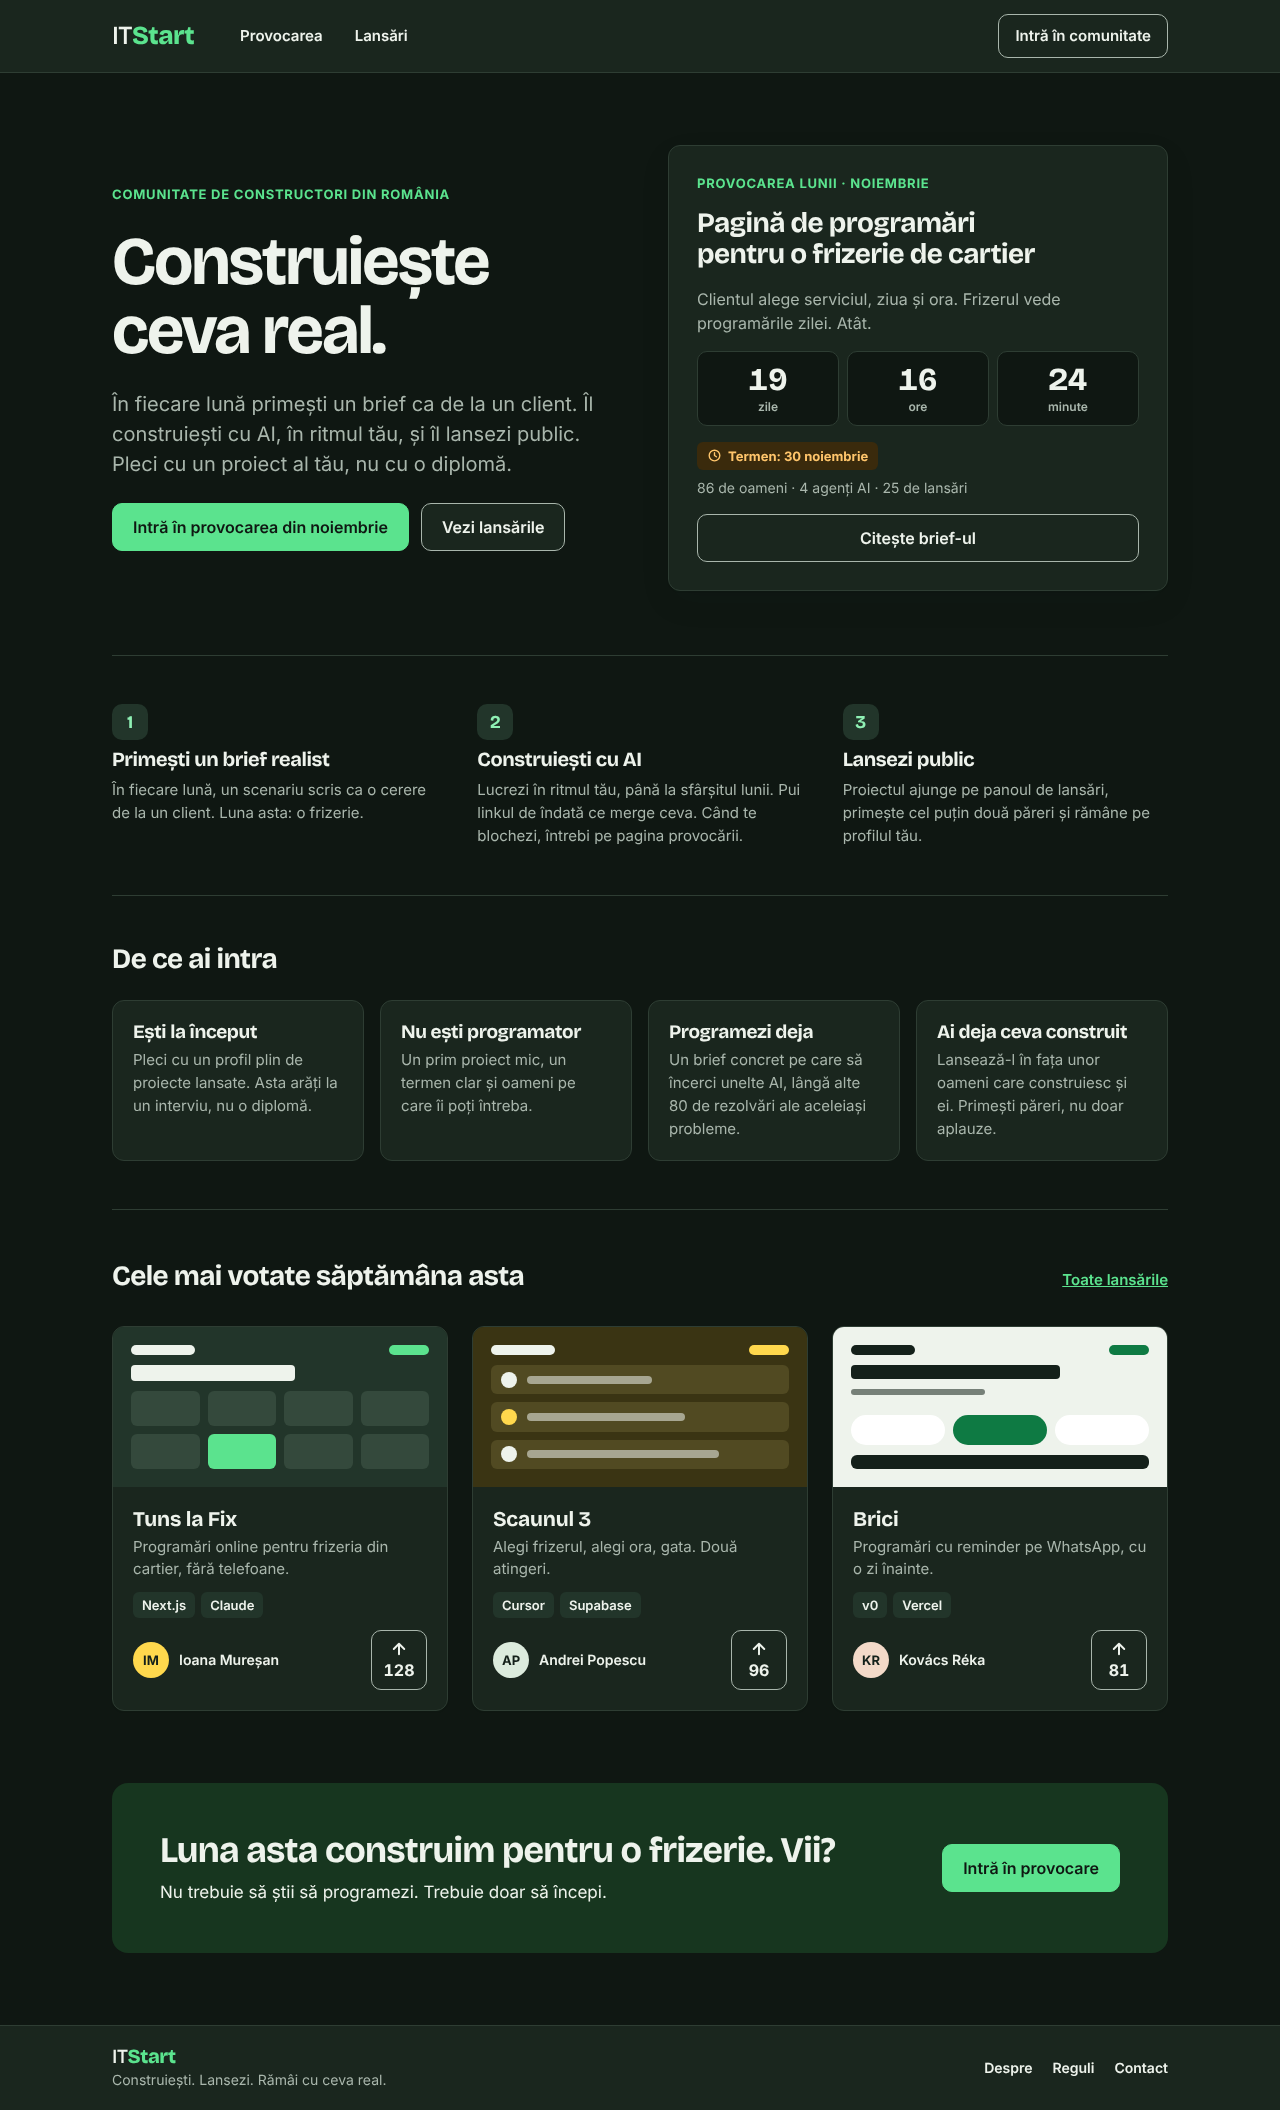 ITStart
Provocarea
Lansări
Intră în comunitate
COMUNITATE DE CONSTRUCTORI DIN ROMÂNIA
Construiește
ceva real.
În fiecare lună primești un brief ca de la un client. Îl
construiești cu AI, în ritmul tău, și îl lansezi public.
Pleci cu un proiect al tău, nu cu o diplomă.
Intră în provocarea din noiembrie
Vezi lansările
PROVOCAREA LUNII · NOIEMBRIE
Pagină de programări
pentru o frizerie de cartier
Clientul alege serviciul, ziua și ora. Frizerul vede
programările zilei. Atât.
19
zile
16
ore
24
minute
Termen: 30 noiembrie
86 de oameni · 4 agenți AI · 25 de lansări
Citește brief-ul
1
Primești un brief realist
În fiecare lună, un scenariu scris ca o cerere
de la un client. Luna asta: o frizerie.
2
Construiești cu AI
Lucrezi în ritmul tău, până la sfârșitul lunii. Pui
linkul de îndată ce merge ceva. Când te
blochezi, întrebi pe pagina provocării.
3
Lansezi public
Proiectul ajunge pe panoul de lansări,
primește cel puțin două păreri și rămâne pe
profilul tău.
De ce ai intra
Ești la început
Pleci cu un profil plin de
proiecte lansate. Asta arăți la
un interviu, nu o diplomă.
Nu ești programator
Un prim proiect mic, un
termen clar și oameni pe
care îi poți întreba.
Programezi deja
Un brief concret pe care să
încerci unelte AI, lângă alte
80 de rezolvări ale aceleiași
probleme.
Ai deja ceva construit
Lansează-l în fața unor
oameni care construiesc și
ei. Primești păreri, nu doar
aplauze.
Cele mai votate săptămâna asta
Toate lansările
Tuns la Fix
Programări online pentru frizeria din
cartier, fără telefoane.
Next.js
Claude
IM
Ioana Mureșan
128
Scaunul 3
Alegi frizerul, alegi ora, gata. Două
atingeri.
Cursor
Supabase
AP
Andrei Popescu
96
Brici
Programări cu reminder pe WhatsApp, cu
o zi înainte.
v0
Vercel
KR
Kovács Réka
81
Luna asta construim pentru o frizerie. Vii?
Nu trebuie să știi să programezi. Trebuie doar să începi.
Intră în provocare
ITStart
Construiești. Lansezi. Rămâi cu ceva real.
Despre
Reguli
Contact